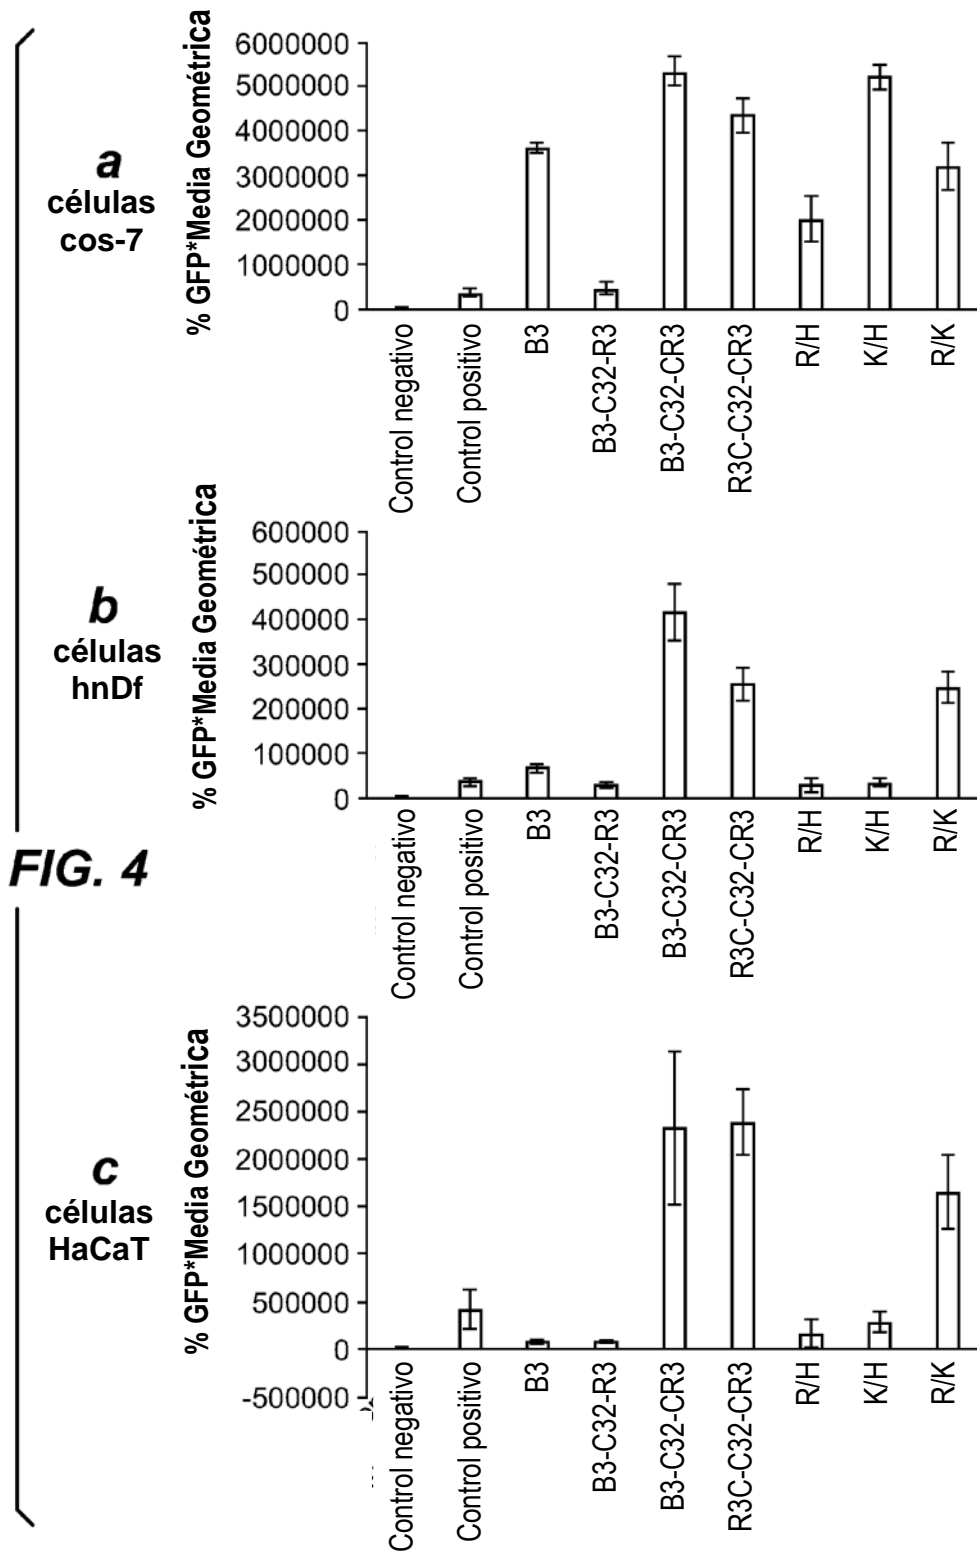 a
células
cos-7
% GFP*Media Geométrica
6000000
5000000
4000000
3000000
2000000
1000000
0
Control negativo
Control positivo
B3
B3-C32-R3
B3-C32-CR3
R3C-C32-CR3
R/H
K/H
R/K
b
células
hnDf
% GFP*Media Geométrica
600000
500000
400000
300000
200000
100000
0
Control negativo
Control positivo
B3
B3-C32-R3
B3-C32-CR3
R3C-C32-CR3
R/H
K/H
R/K
FIG. 4
c
células
HaCaT
% GFP*Media Geométrica
3500000
3000000
2500000
2000000
1500000
1000000
500000
0
-500000
Control negativo
Control positivo
B3
B3-C32-R3
B3-C32-CR3
R3C-C32-CR3
R/H
K/H
R/K